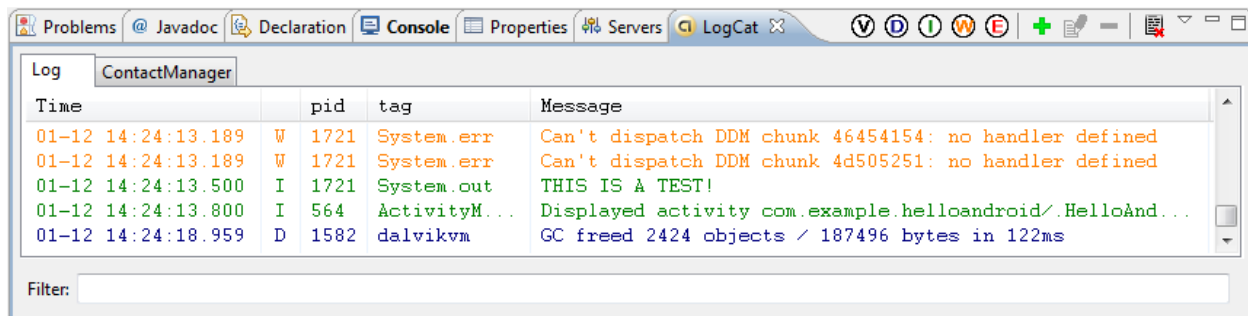 Problems @ Javadoc Declaration Console Properties Servers LogCat V D I W E
Log ContactManager
Time pid tag Message
01-12 14:24:13.189 W 1721 System.err Can't dispatch DDM chunk 46454154: no handler defined
01-12 14:24:13.189 W 1721 System.err Can't dispatch DDM chunk 4d505251: no handler defined
01-12 14:24:13.500 I 1721 System.out THIS IS A TEST!
01-12 14:24:13.800 I 564 ActivityM... Displayed activity com.example.helloandroid/.HelloAnd...
01-12 14:24:18.959 D 1582 dalvikvm GC freed 2424 objects / 187496 bytes in 122ms
Filter: